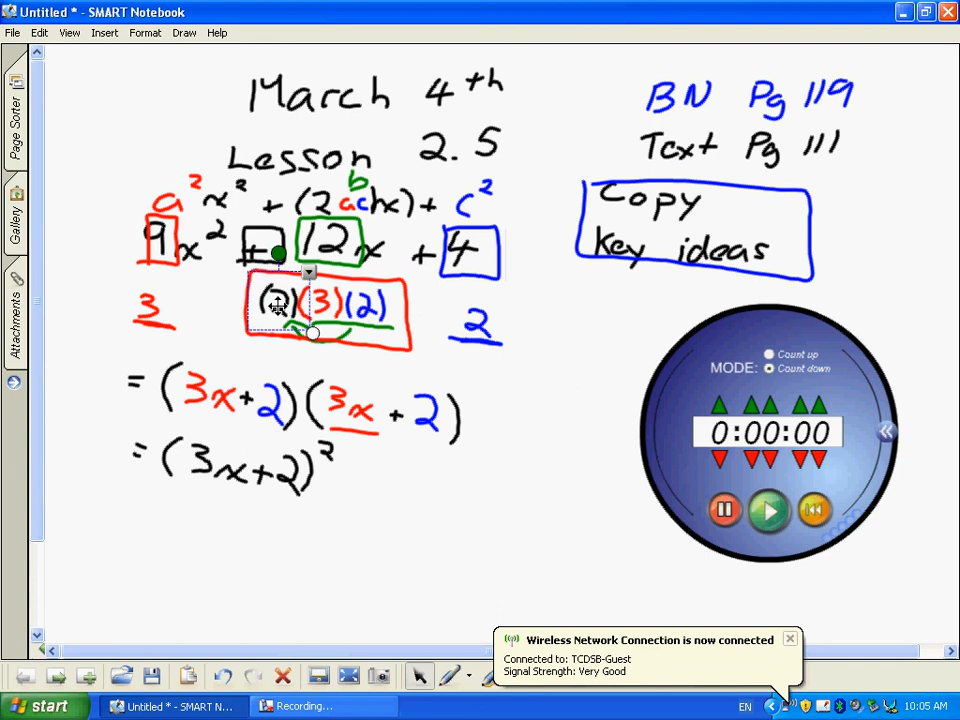 Untitled * - SMART Notebook
File Edit View Insert Format Draw Help
Page Sorter
Gallery
Attachments
March 4th
BN Pg 119
Lesson 2.5
Text Pg 111
Copy
Key ideas
b
a² x² + (2acbx) + c²
9x² + 12x + 4
3 (2)(3)(2) 2
= (3x+2)(3x + 2)
= (3x+2)²
MODE: Count up
Count down
0:00:00
Wireless Network Connection is now connected
Connected to: TCDSB-Guest
Signal Strength: Very Good
start Untitled * - SMART N... Recording... EN 10:05 AM